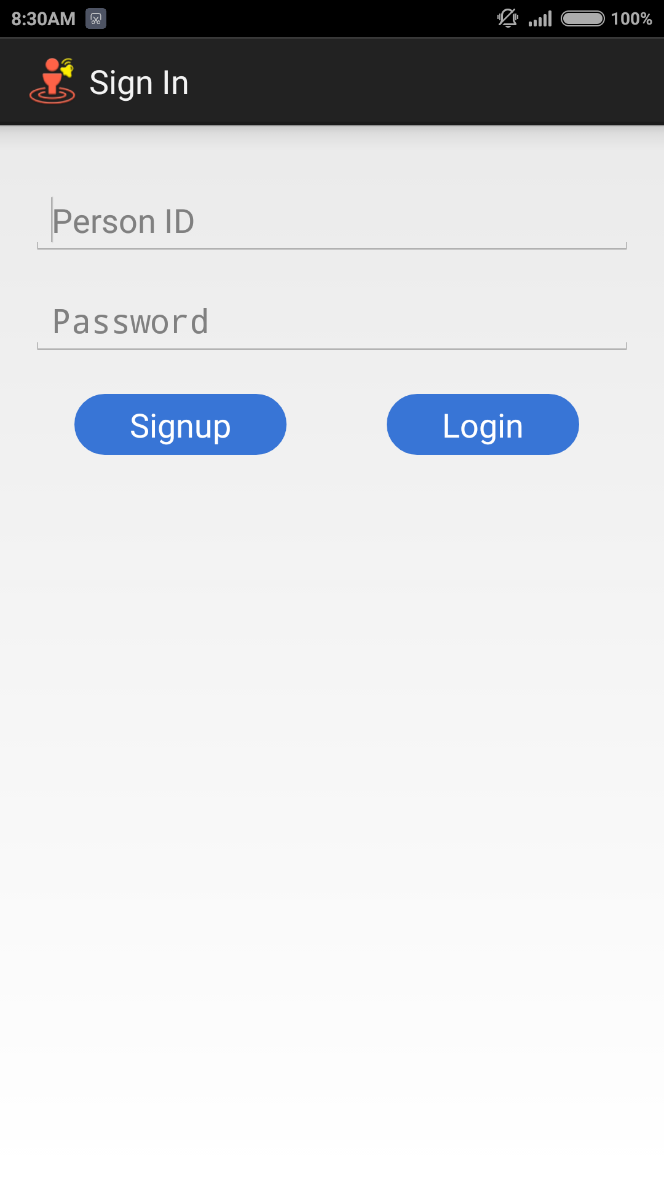 8:30AM 100%
Sign In
Person ID
Password
Signup Login